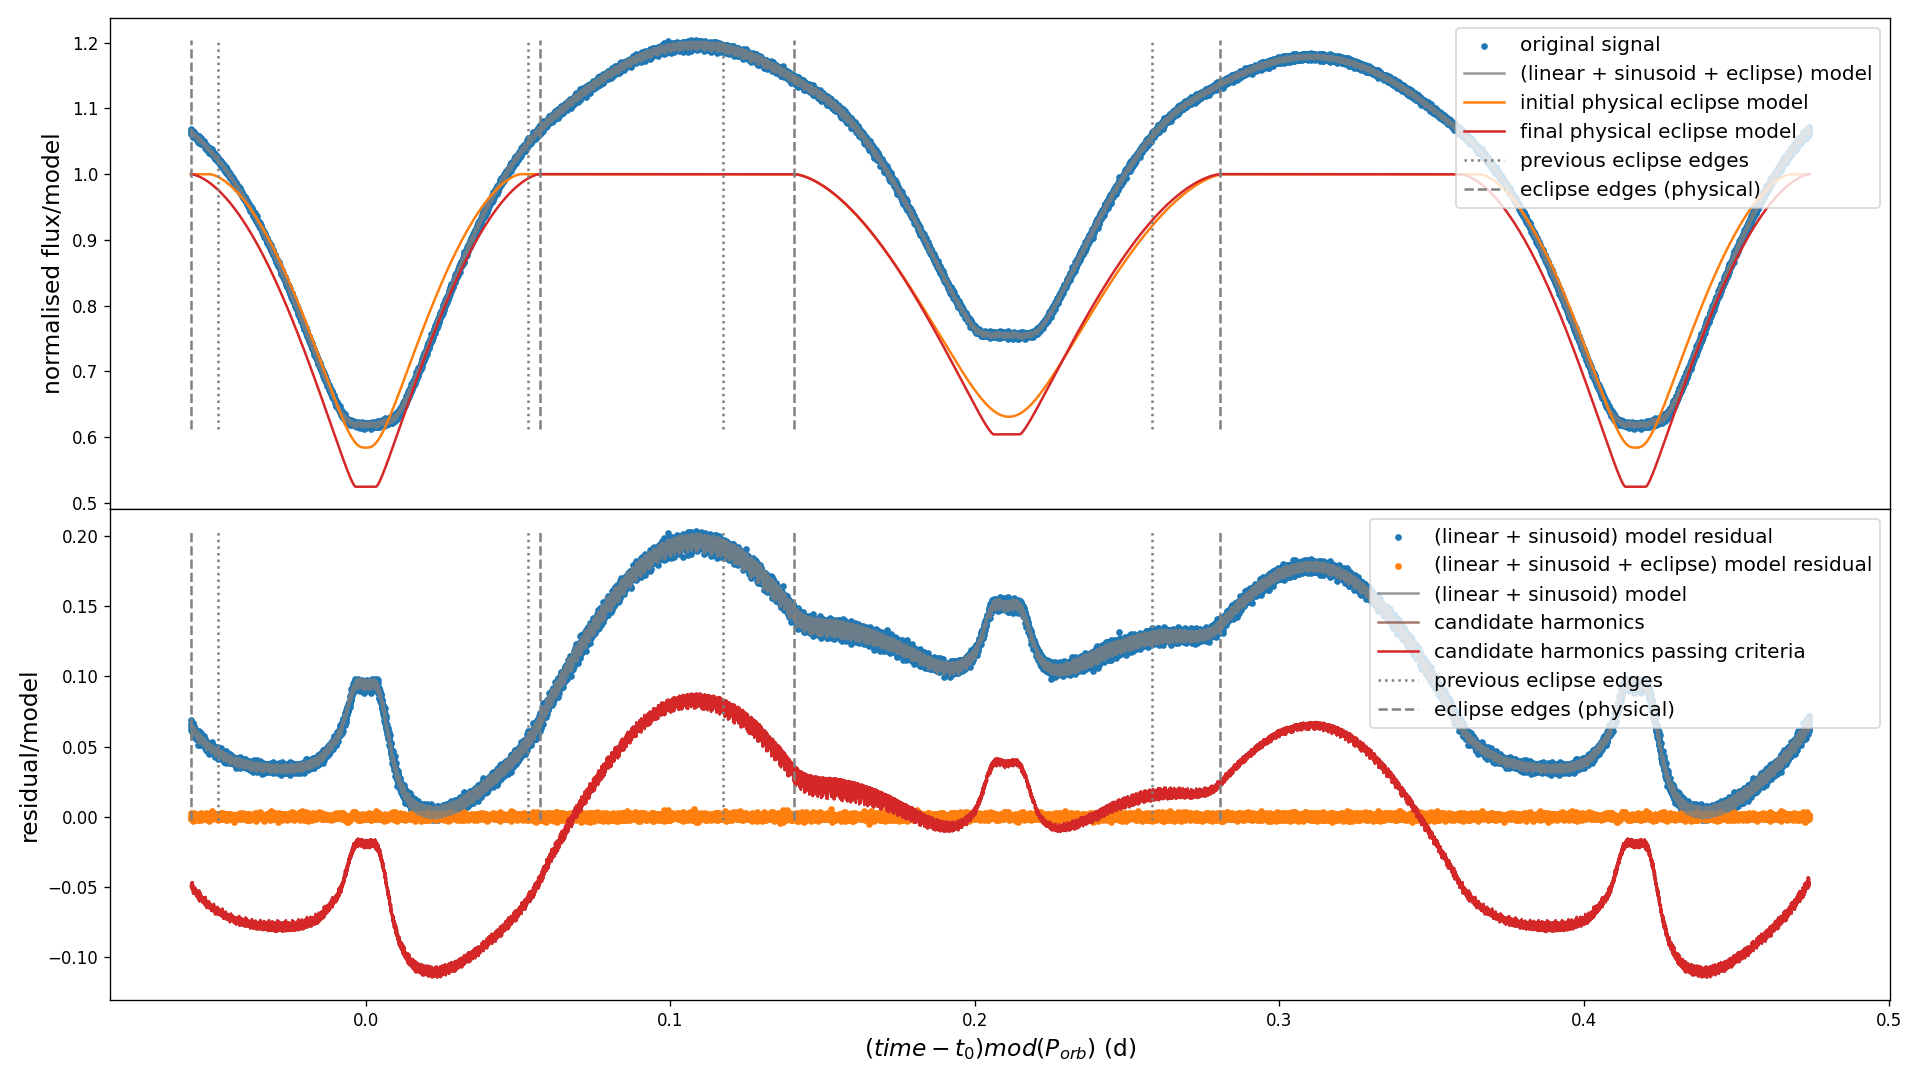 1.2
1.1
1.0
0.9
0.8
0.7
0.6
0.5
normalised flux/model
original signal
(linear + sinusoid + eclipse) model
initial physical eclipse model
final physical eclipse model
previous eclipse edges
eclipse edges (physical)
0.20
0.15
0.10
0.05
0.00
−0.05
−0.10
residual/model
(linear + sinusoid) model residual
(linear + sinusoid + eclipse) model residual
(linear + sinusoid) model
candidate harmonics
candidate harmonics passing criteria
previous eclipse edges
eclipse edges (physical)
0.0 0.1 0.2 0.3 0.4 0.5
(time − t₀)mod(Pₒᵣb) (d)